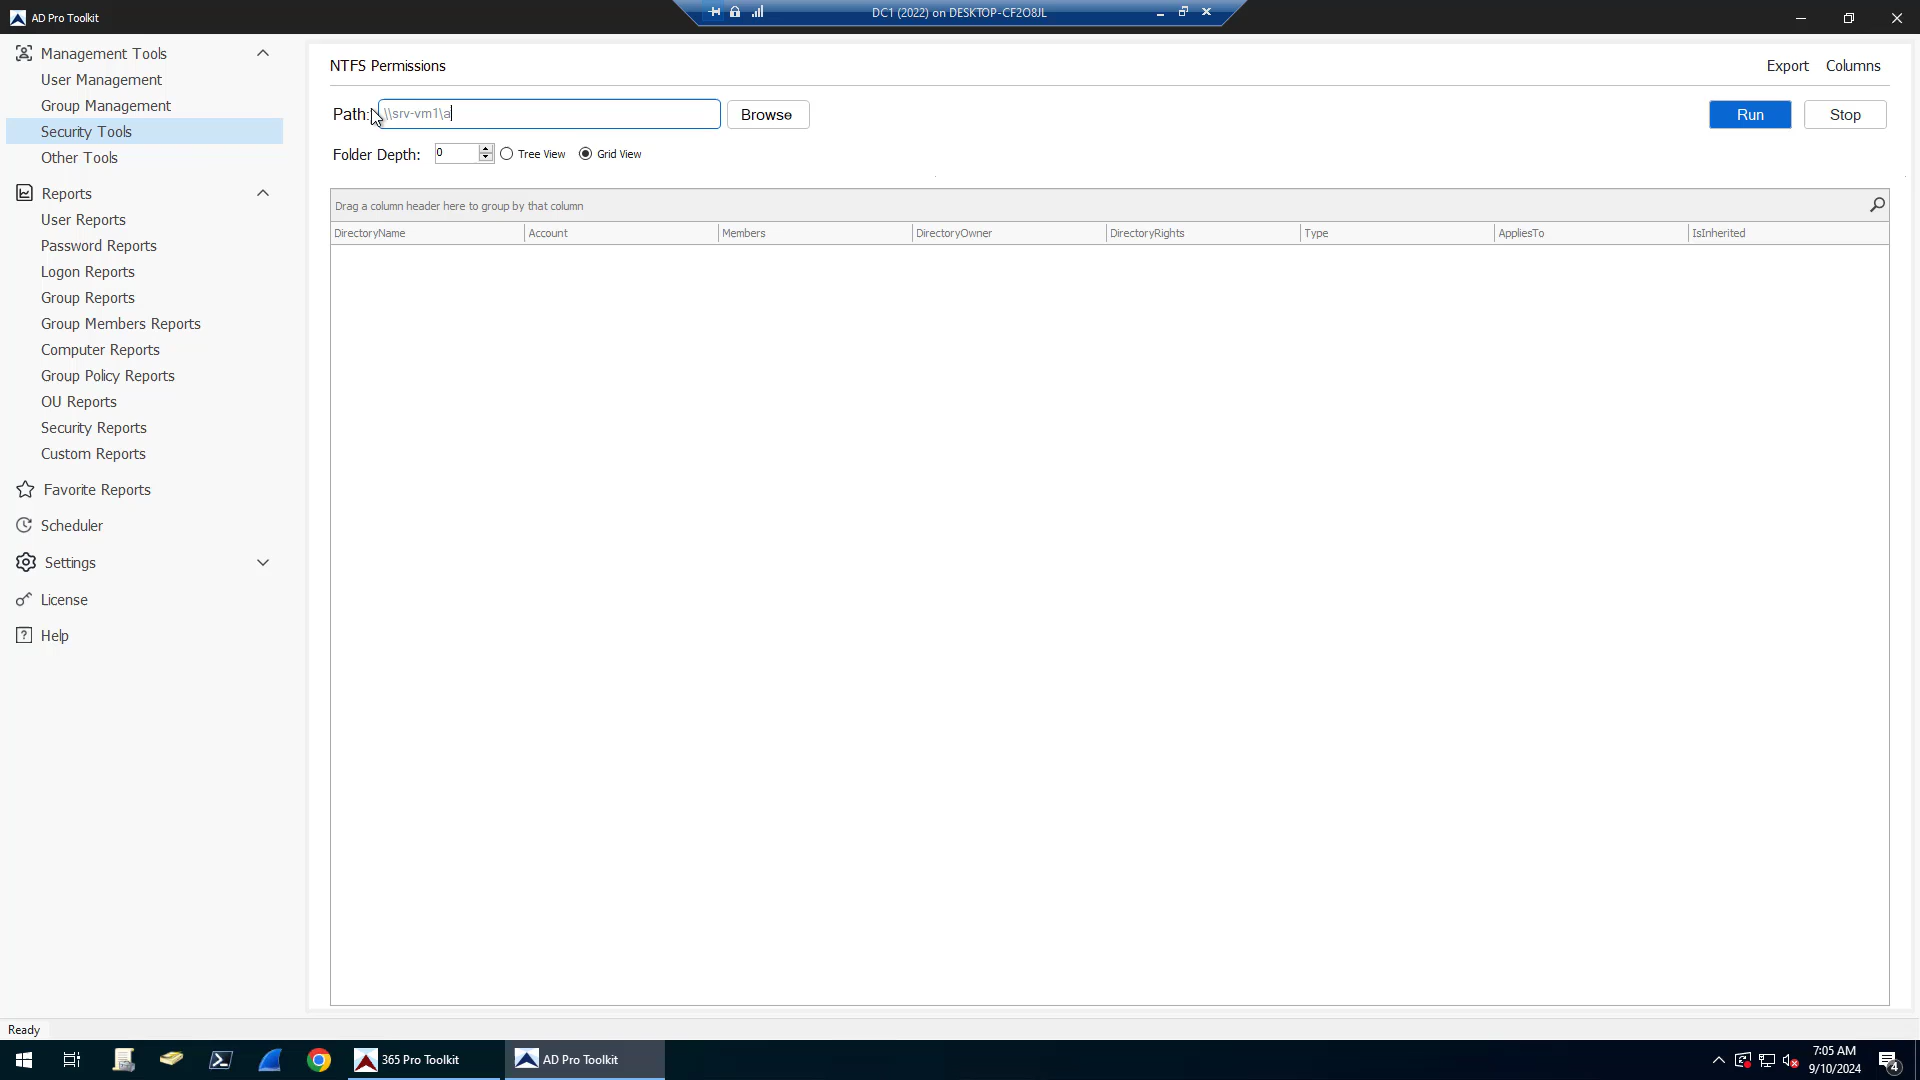 AD Pro Toolkit
DC1 (2022) on DESKTOP-CF2O8JL
Management Tools
User Management
Group Management
Security Tools
Other Tools
Reports
User Reports
Password Reports
Logon Reports
Group Reports
Group Members Reports
Computer Reports
Group Policy Reports
OU Reports
Security Reports
Custom Reports
Favorite Reports
Scheduler
Settings
License
Help
NTFS Permissions
Export Columns
Path: \\srv-vm1\a Browse Run Stop
Folder Depth: 0 Tree View Grid View
Drag a column header here to group by that column
DirectoryName Account Members DirectoryOwner DirectoryRights Type AppliesTo IsInherited
Ready
365 Pro Toolkit
AD Pro Toolkit
7:05 AM
9/10/2024
4